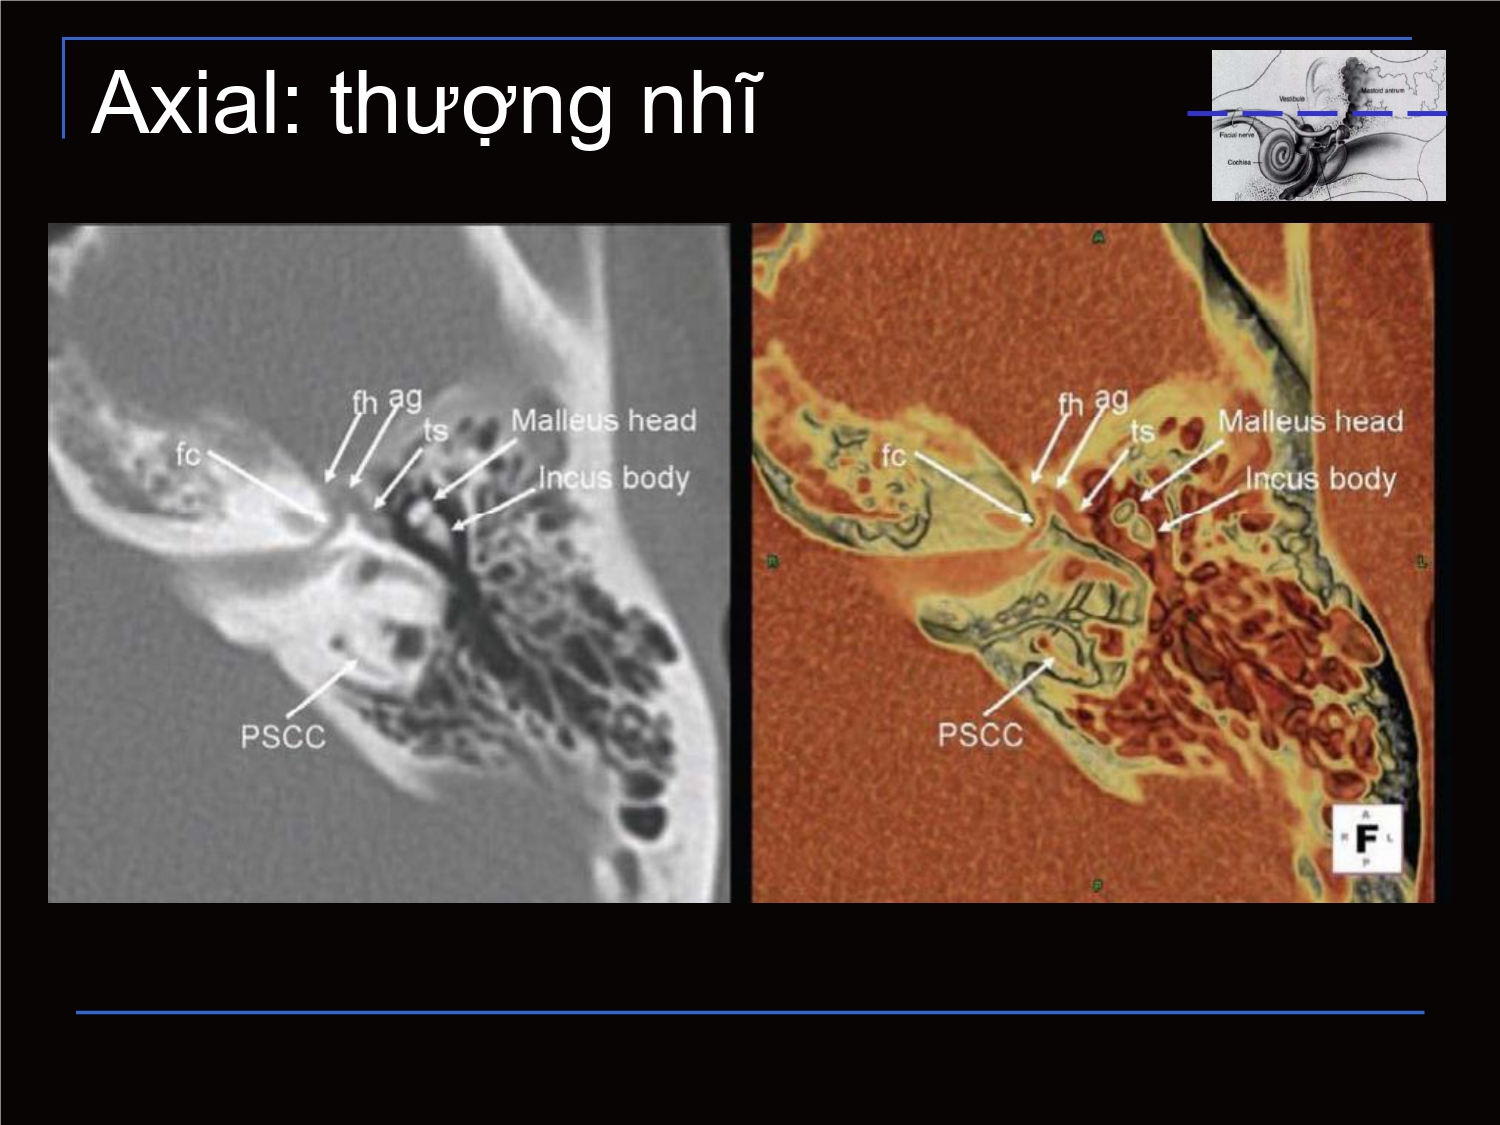 Axial: thượng nhĩ
Vestibule
Mastoid antrum
Facial nerve
Cochlea
A
fh
ag
ts
Malleus head
fc
Incus body
PSCC
fh
ag
ts
Malleus head
fc
Incus body
R
L
PSCC
A
R
F
L
P
P